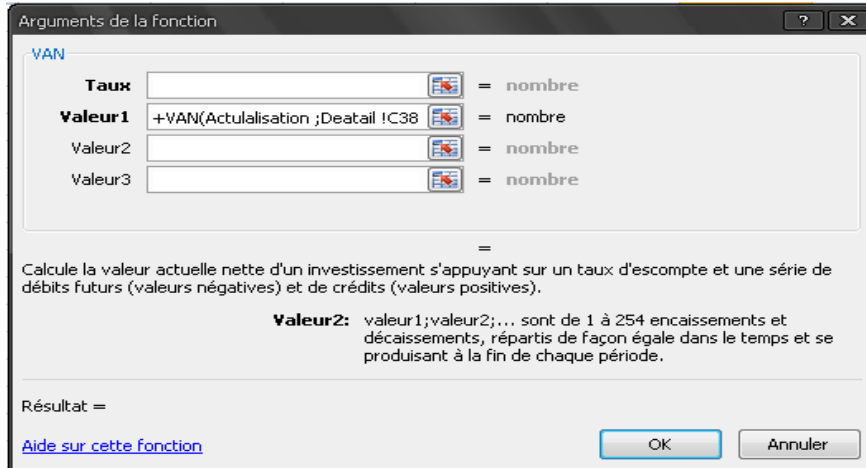 Arguments de la fonction
VAN
Taux = nombre
Valeur1 +VAN(Actulalisation ;Deatail !C38 = nombre
Valeur2 = nombre
Valeur3 = nombre
=
Calcule la valeur actuelle nette d'un investissement s'appuyant sur un taux d'escompte et une série de
débits futurs (valeurs négatives) et de crédits (valeurs positives).
Valeur2: valeur1;valeur2;... sont de 1 à 254 encaissements et
décaissements, répartis de façon égale dans le temps et se
produisant à la fin de chaque période.
Résultat =
Aide sur cette fonction
OK Annuler